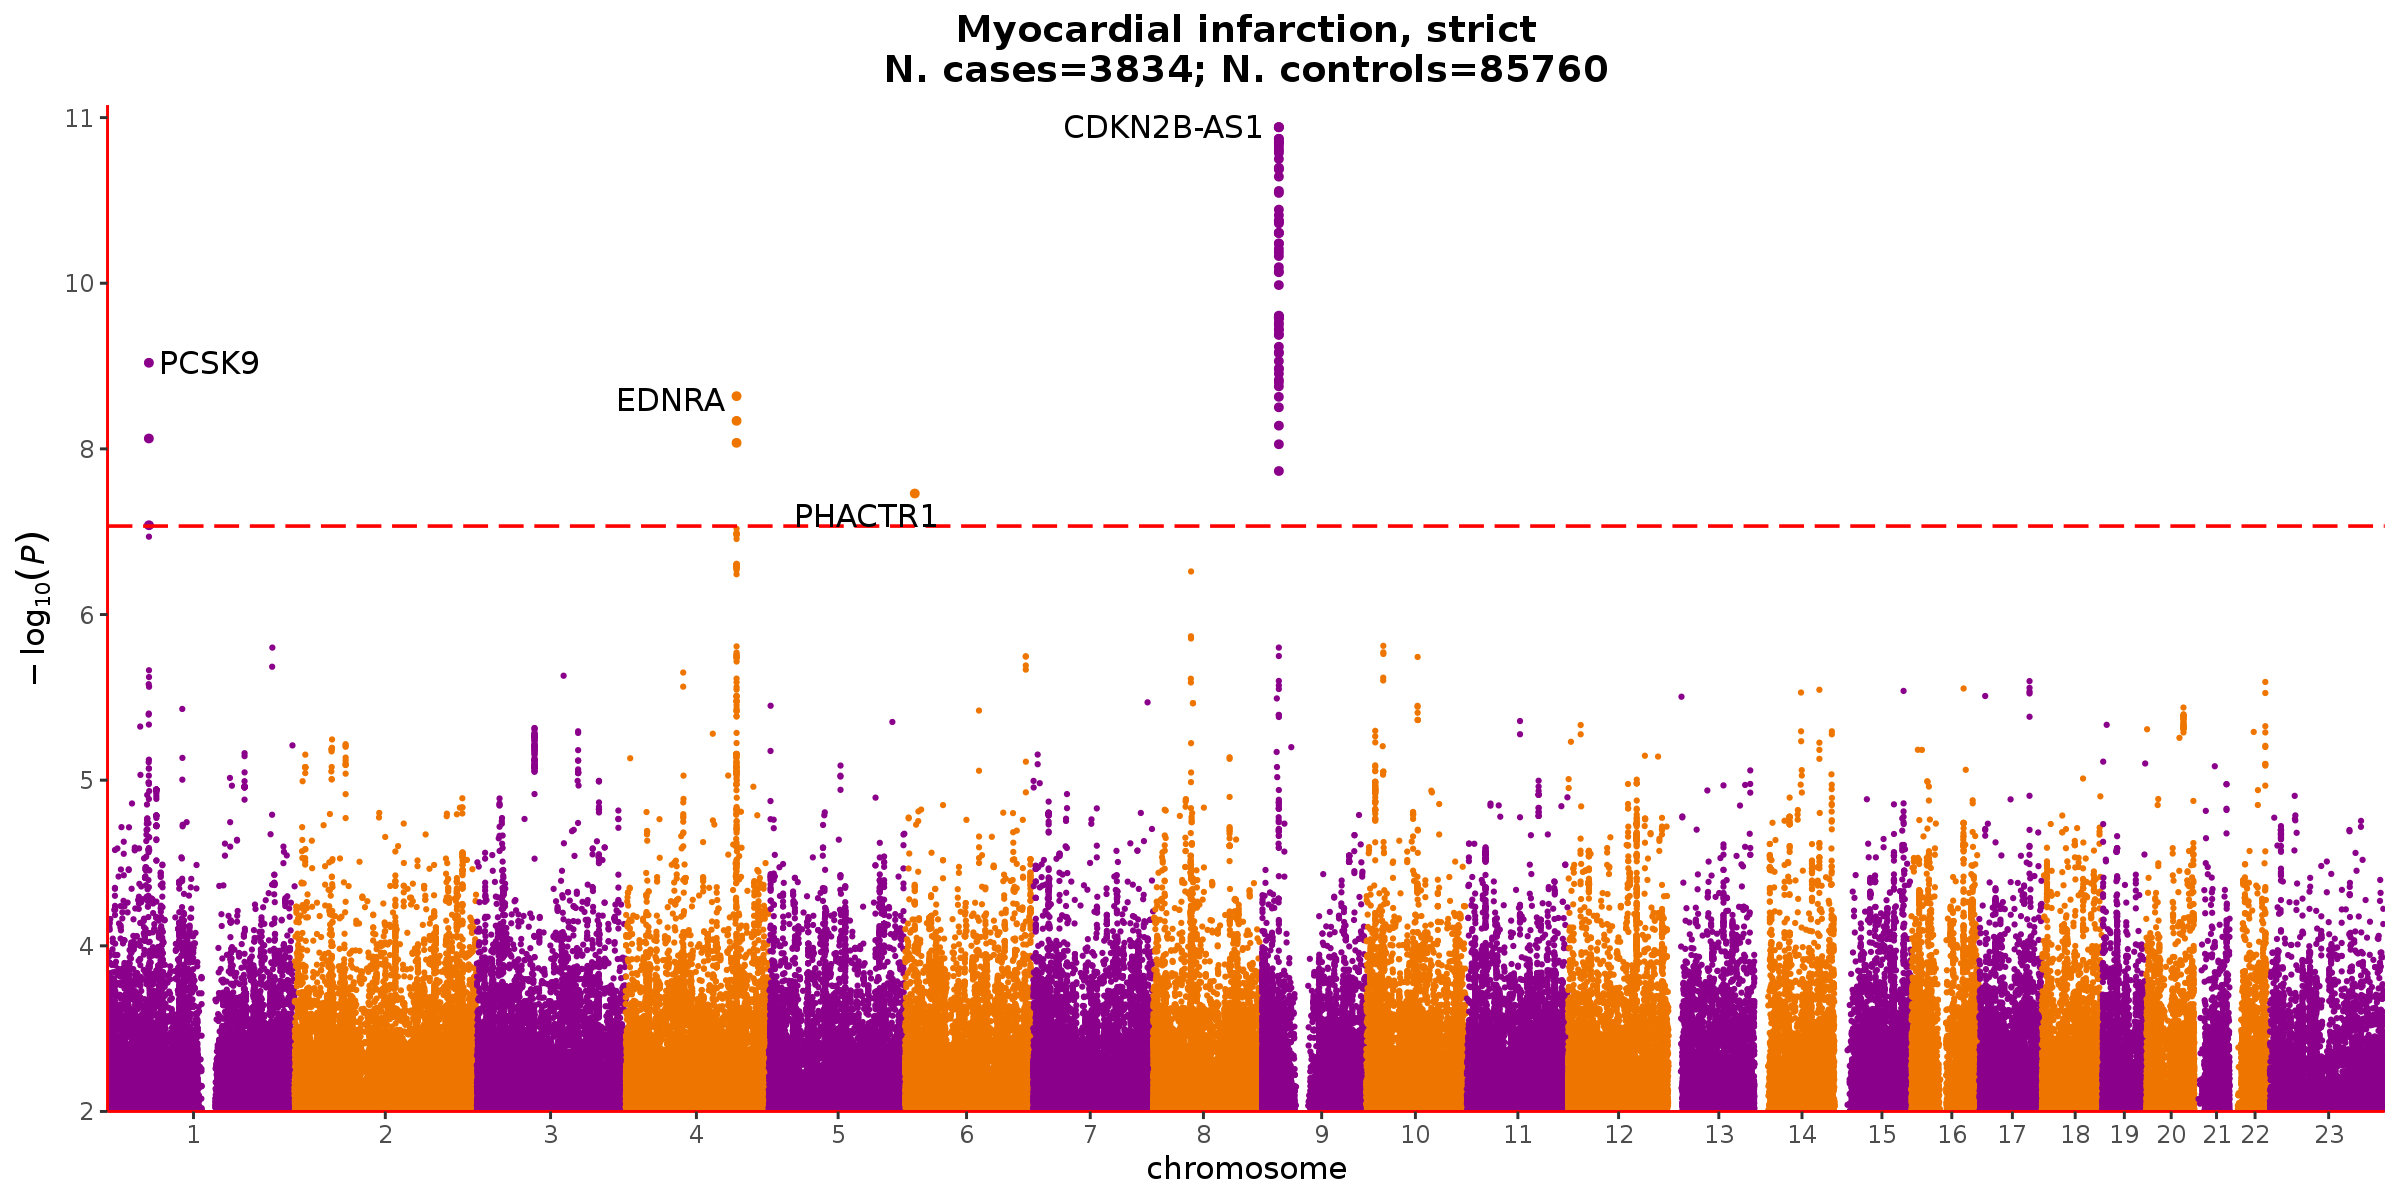 Myocardial infarction, strict
N. cases=3834; N. controls=85760
11
10
8
6
5
4
2
−log10(P)
CDKN2B-AS1
PCSK9
EDNRA
PHACTR1
1 2 3 4 5 6 7 8 9 10 11 12 13 14 15 16 17 18 19 20 21 22 23
chromosome